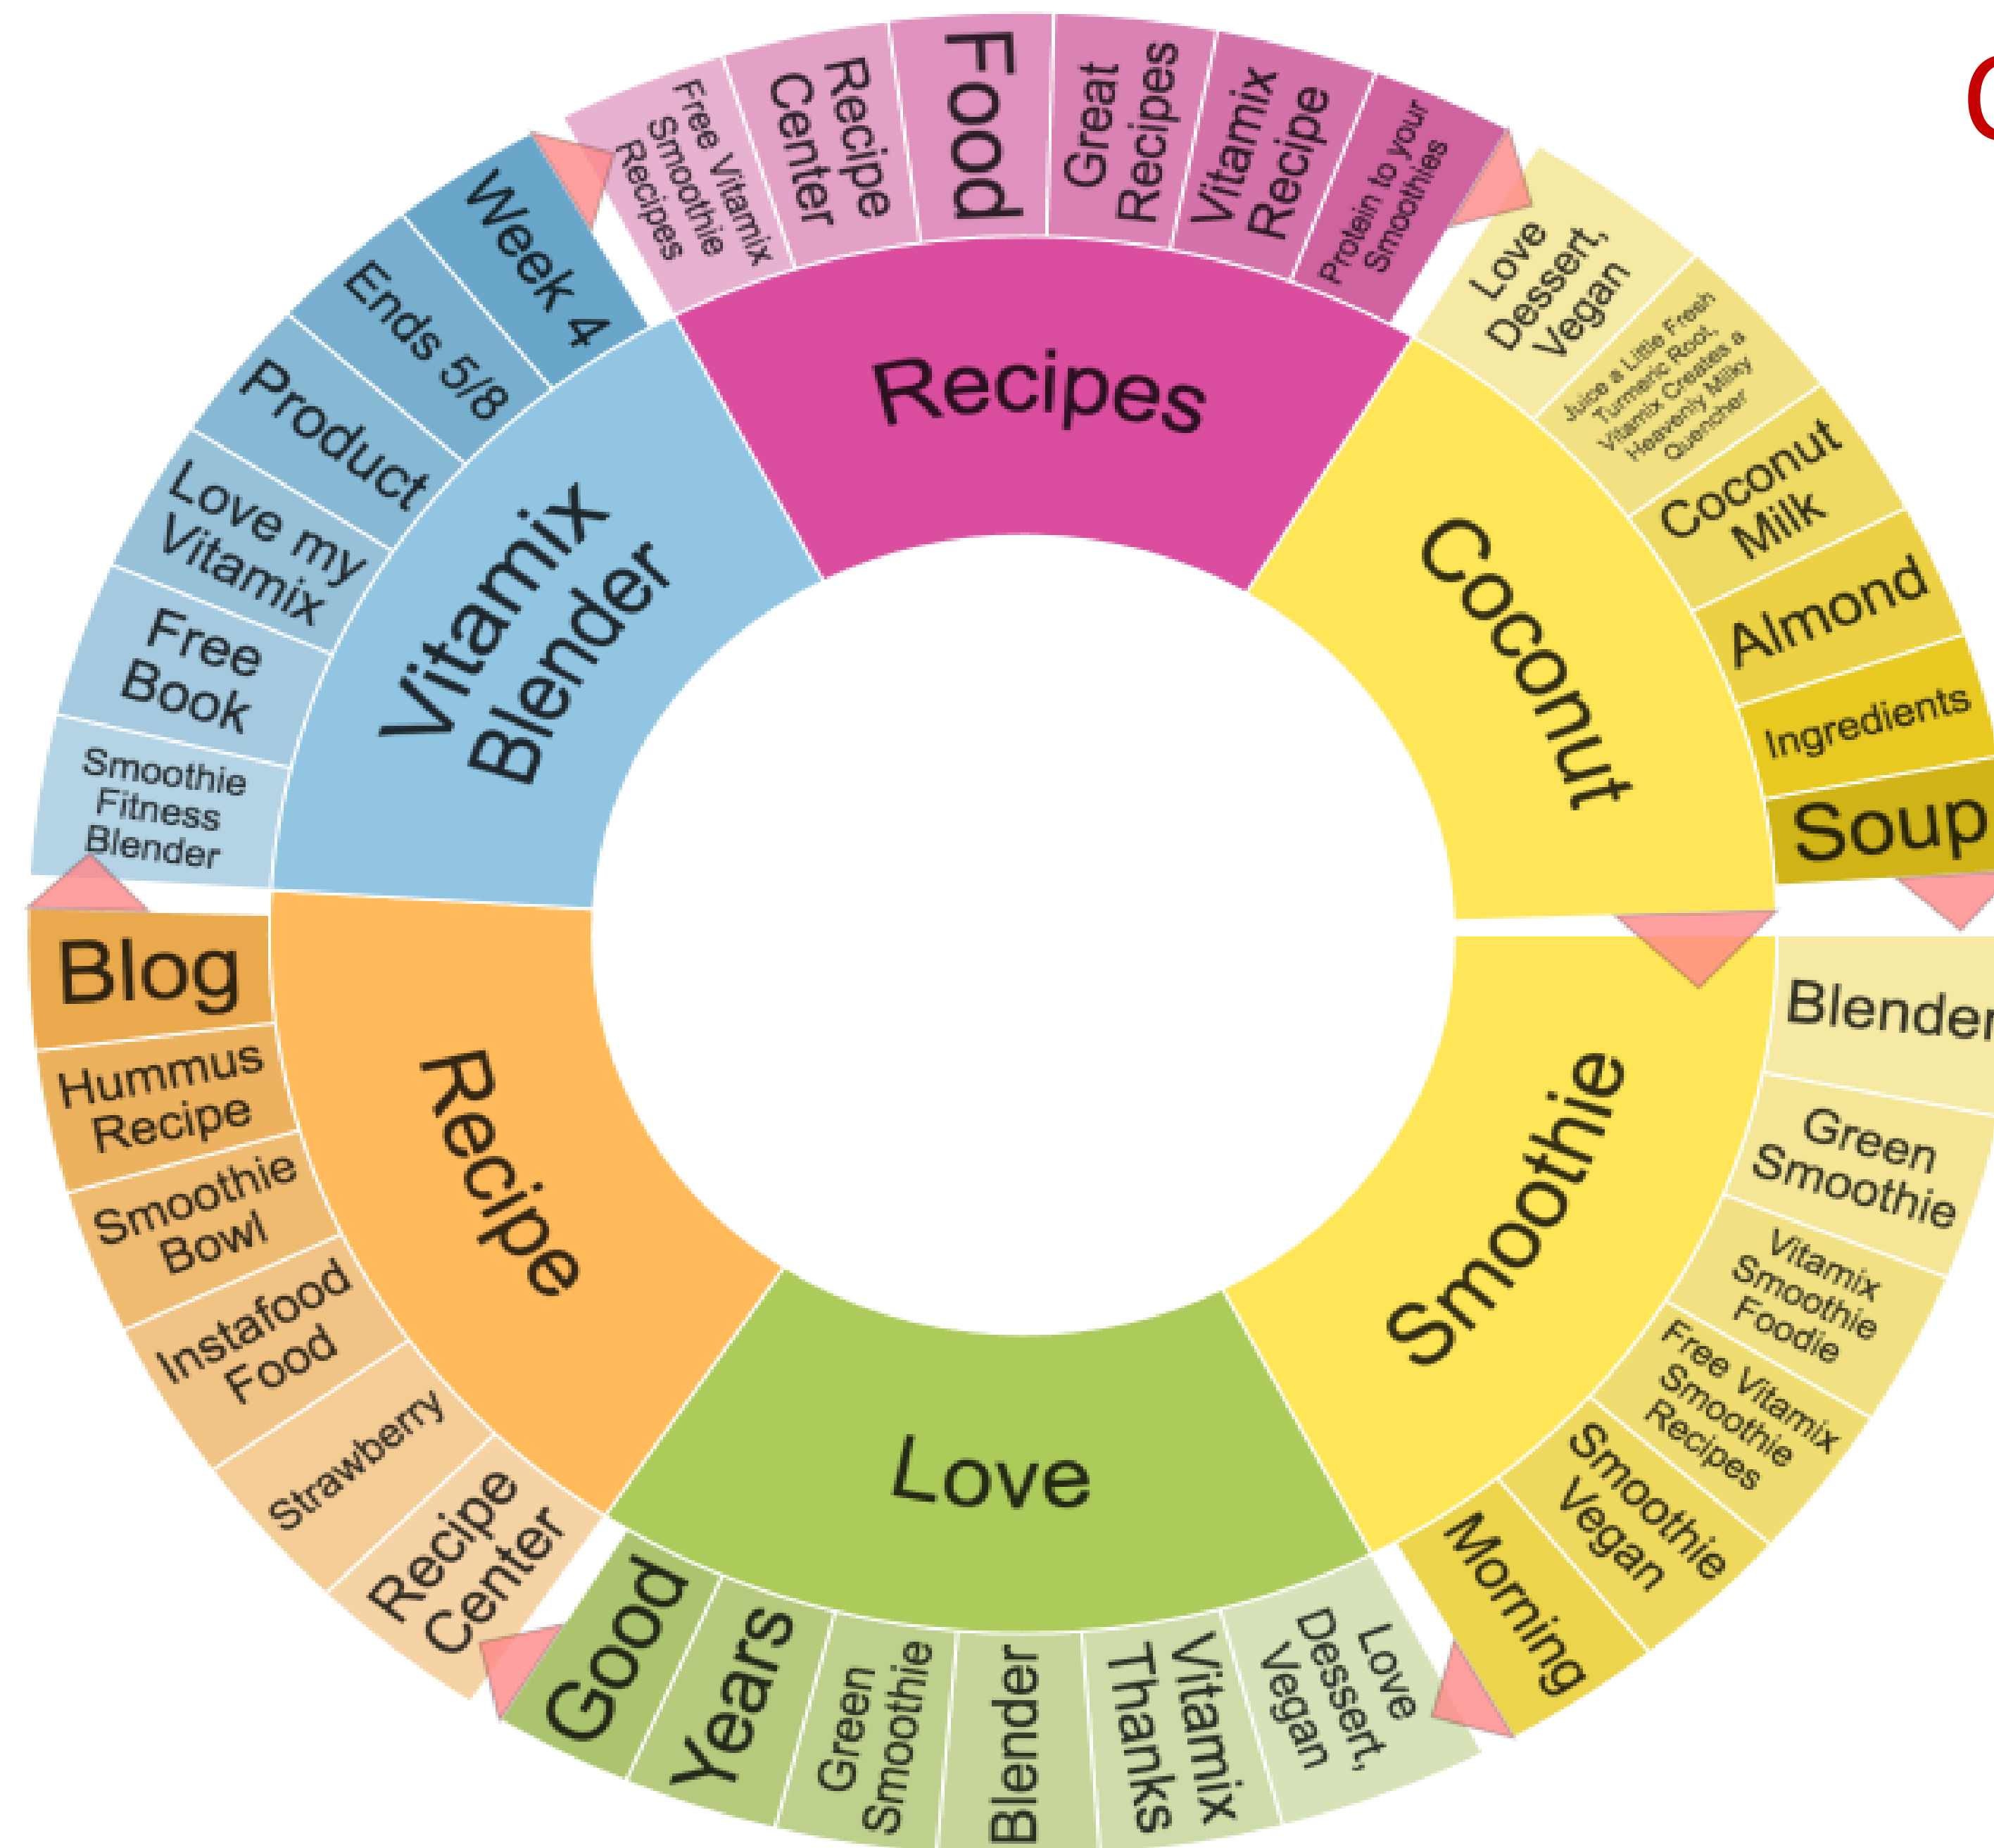 Recipes
Free Vitamix
Smoothie
Recipes
Recipe
Center
Food
Great
Recipes
Vitamix
Recipe
Protein to your
Smoothies
Coconut
Love
Dessert,
Vegan
Juice a Little Fresh
Turmeric Root,
Vitamix Creates a
Heavenly Milky
Quencher
Coconut
Milk
Almond
Ingredients
Soup
Smoothie
Blender
Green
Smoothie
Vitamix
Smoothie
Foodie
Free Vitamix
Smoothie
Recipes
Smoothie
Vegan
Morning
Love
Love
Dessert,
Vegan
Vitamix
Thanks
Blender
Green
Smoothie
Years
Good
Recipe
Recipe
Center
Strawberry
Instafood
Food
Smoothie
Bowl
Hummus
Recipe
Blog
Vitamix
Blender
Smoothie
Fitness
Blender
Free
Book
Love my
Vitamix
Product
Ends 5/8
Week 4